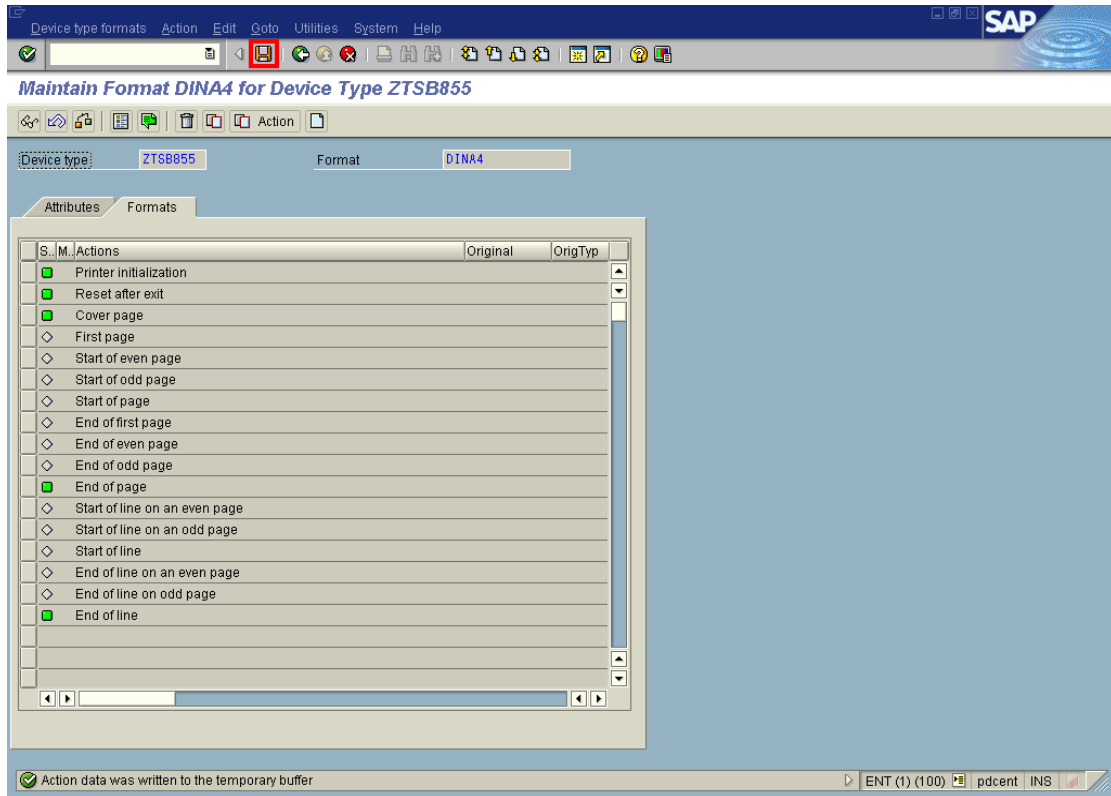 Device type formats Action Edit Goto Utilities System Help
SAP
Maintain Format DINA4 for Device Type ZTSB855
Action
Device type ZTSB855 Format DINA4
Attributes Formats
S.. M.. Actions Original OrigTyp
Printer initialization
Reset after exit
Cover page
First page
Start of even page
Start of odd page
Start of page
End of first page
End of even page
End of odd page
End of page
Start of line on an even page
Start of line on an odd page
Start of line
End of line on an even page
End of line on odd page
End of line
Action data was written to the temporary buffer ENT (1) (100) pdcent INS